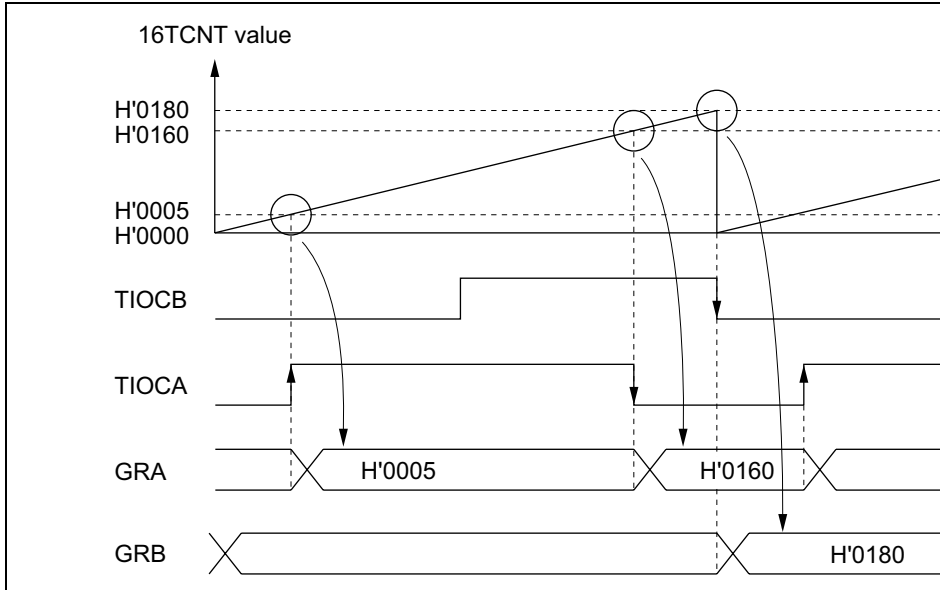 16TCNT value
H'0180
H'0160
H'0005
H'0000
TIOCB
TIOCA
GRA H'0005 H'0160
GRB H'0180